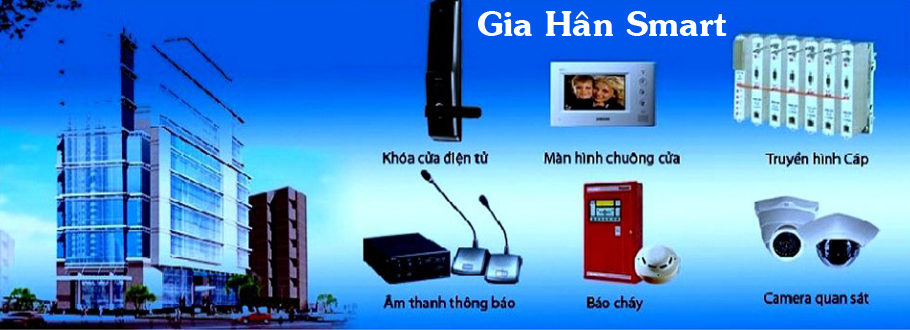 Gia Hân Smart
Khóa cửa điện tử
Màn hình chuông cửa
Truyền hình Cáp
Âm thanh thông báo
Báo cháy
Camera quan sát